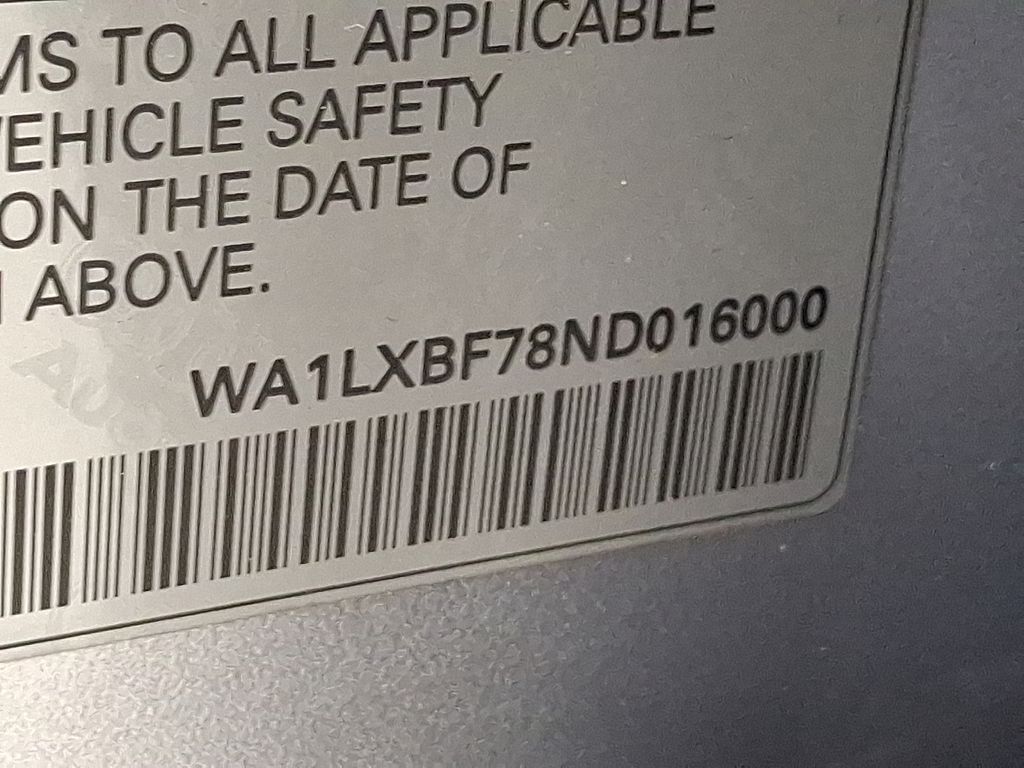 MS TO ALL APPLICABLE
VEHICLE SAFETY
ON THE DATE OF
ABOVE.
WA1LXBF78ND016000